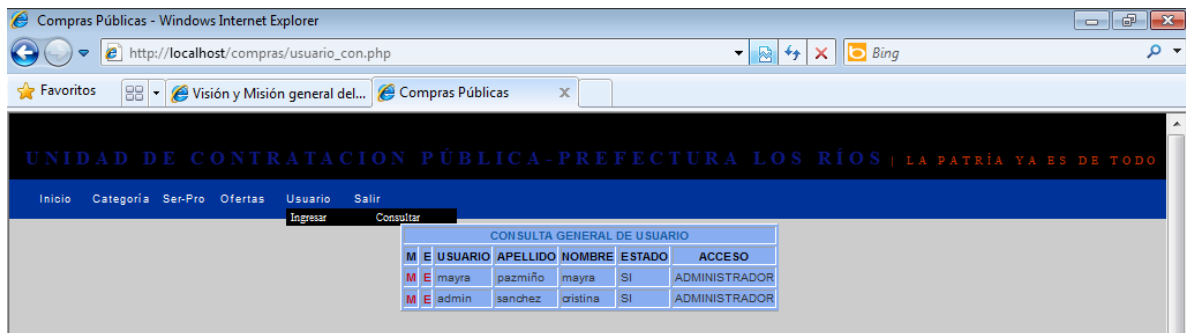 Compras Públicas - Windows Internet Explorer
http://localhost/compras/usuario_con.php
Bing
Favoritos
Visión y Misión general del...
Compras Públicas
UNIDAD DE CONTRATACION PÚBLICA-PREFECTURA LOS RÍOS | LA PATRÍA YA ES DE TODO
Inicio Categoría Ser-Pro Ofertas Usuario Salir
Ingresar Consultar
CONSULTA GENERAL DE USUARIO
M E USUARIO APELLIDO NOMBRE ESTADO ACCESO
M E mayra pazmiño mayra SI ADMINISTRADOR
M E admin sanchez cristina SI ADMINISTRADOR